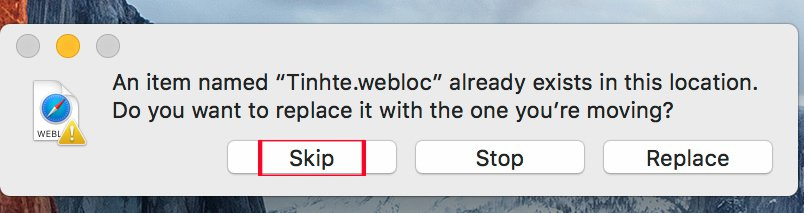 An item named “Tinhte.webloc” already exists in this location.
Do you want to replace it with the one you’re moving?
WEBL
Skip
Stop
Replace